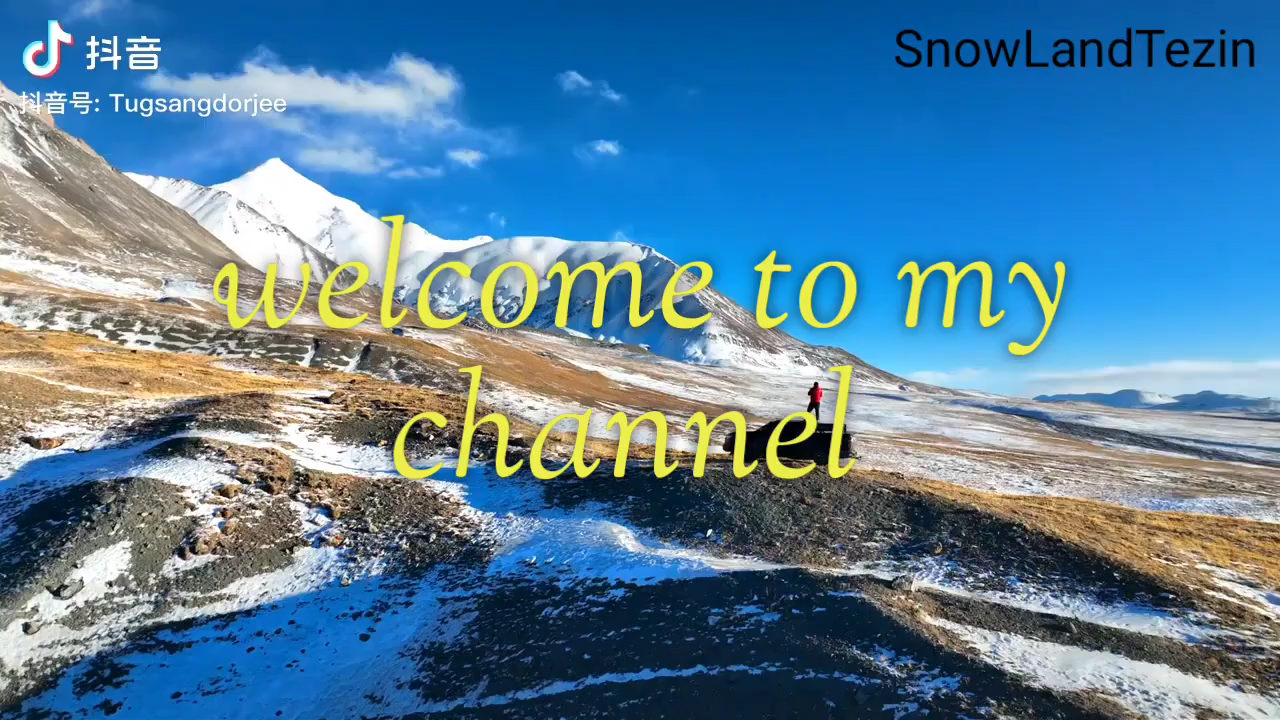 抖音
SnowLandTezin
抖音号: Tugsangdorjee
welcome to my
channel